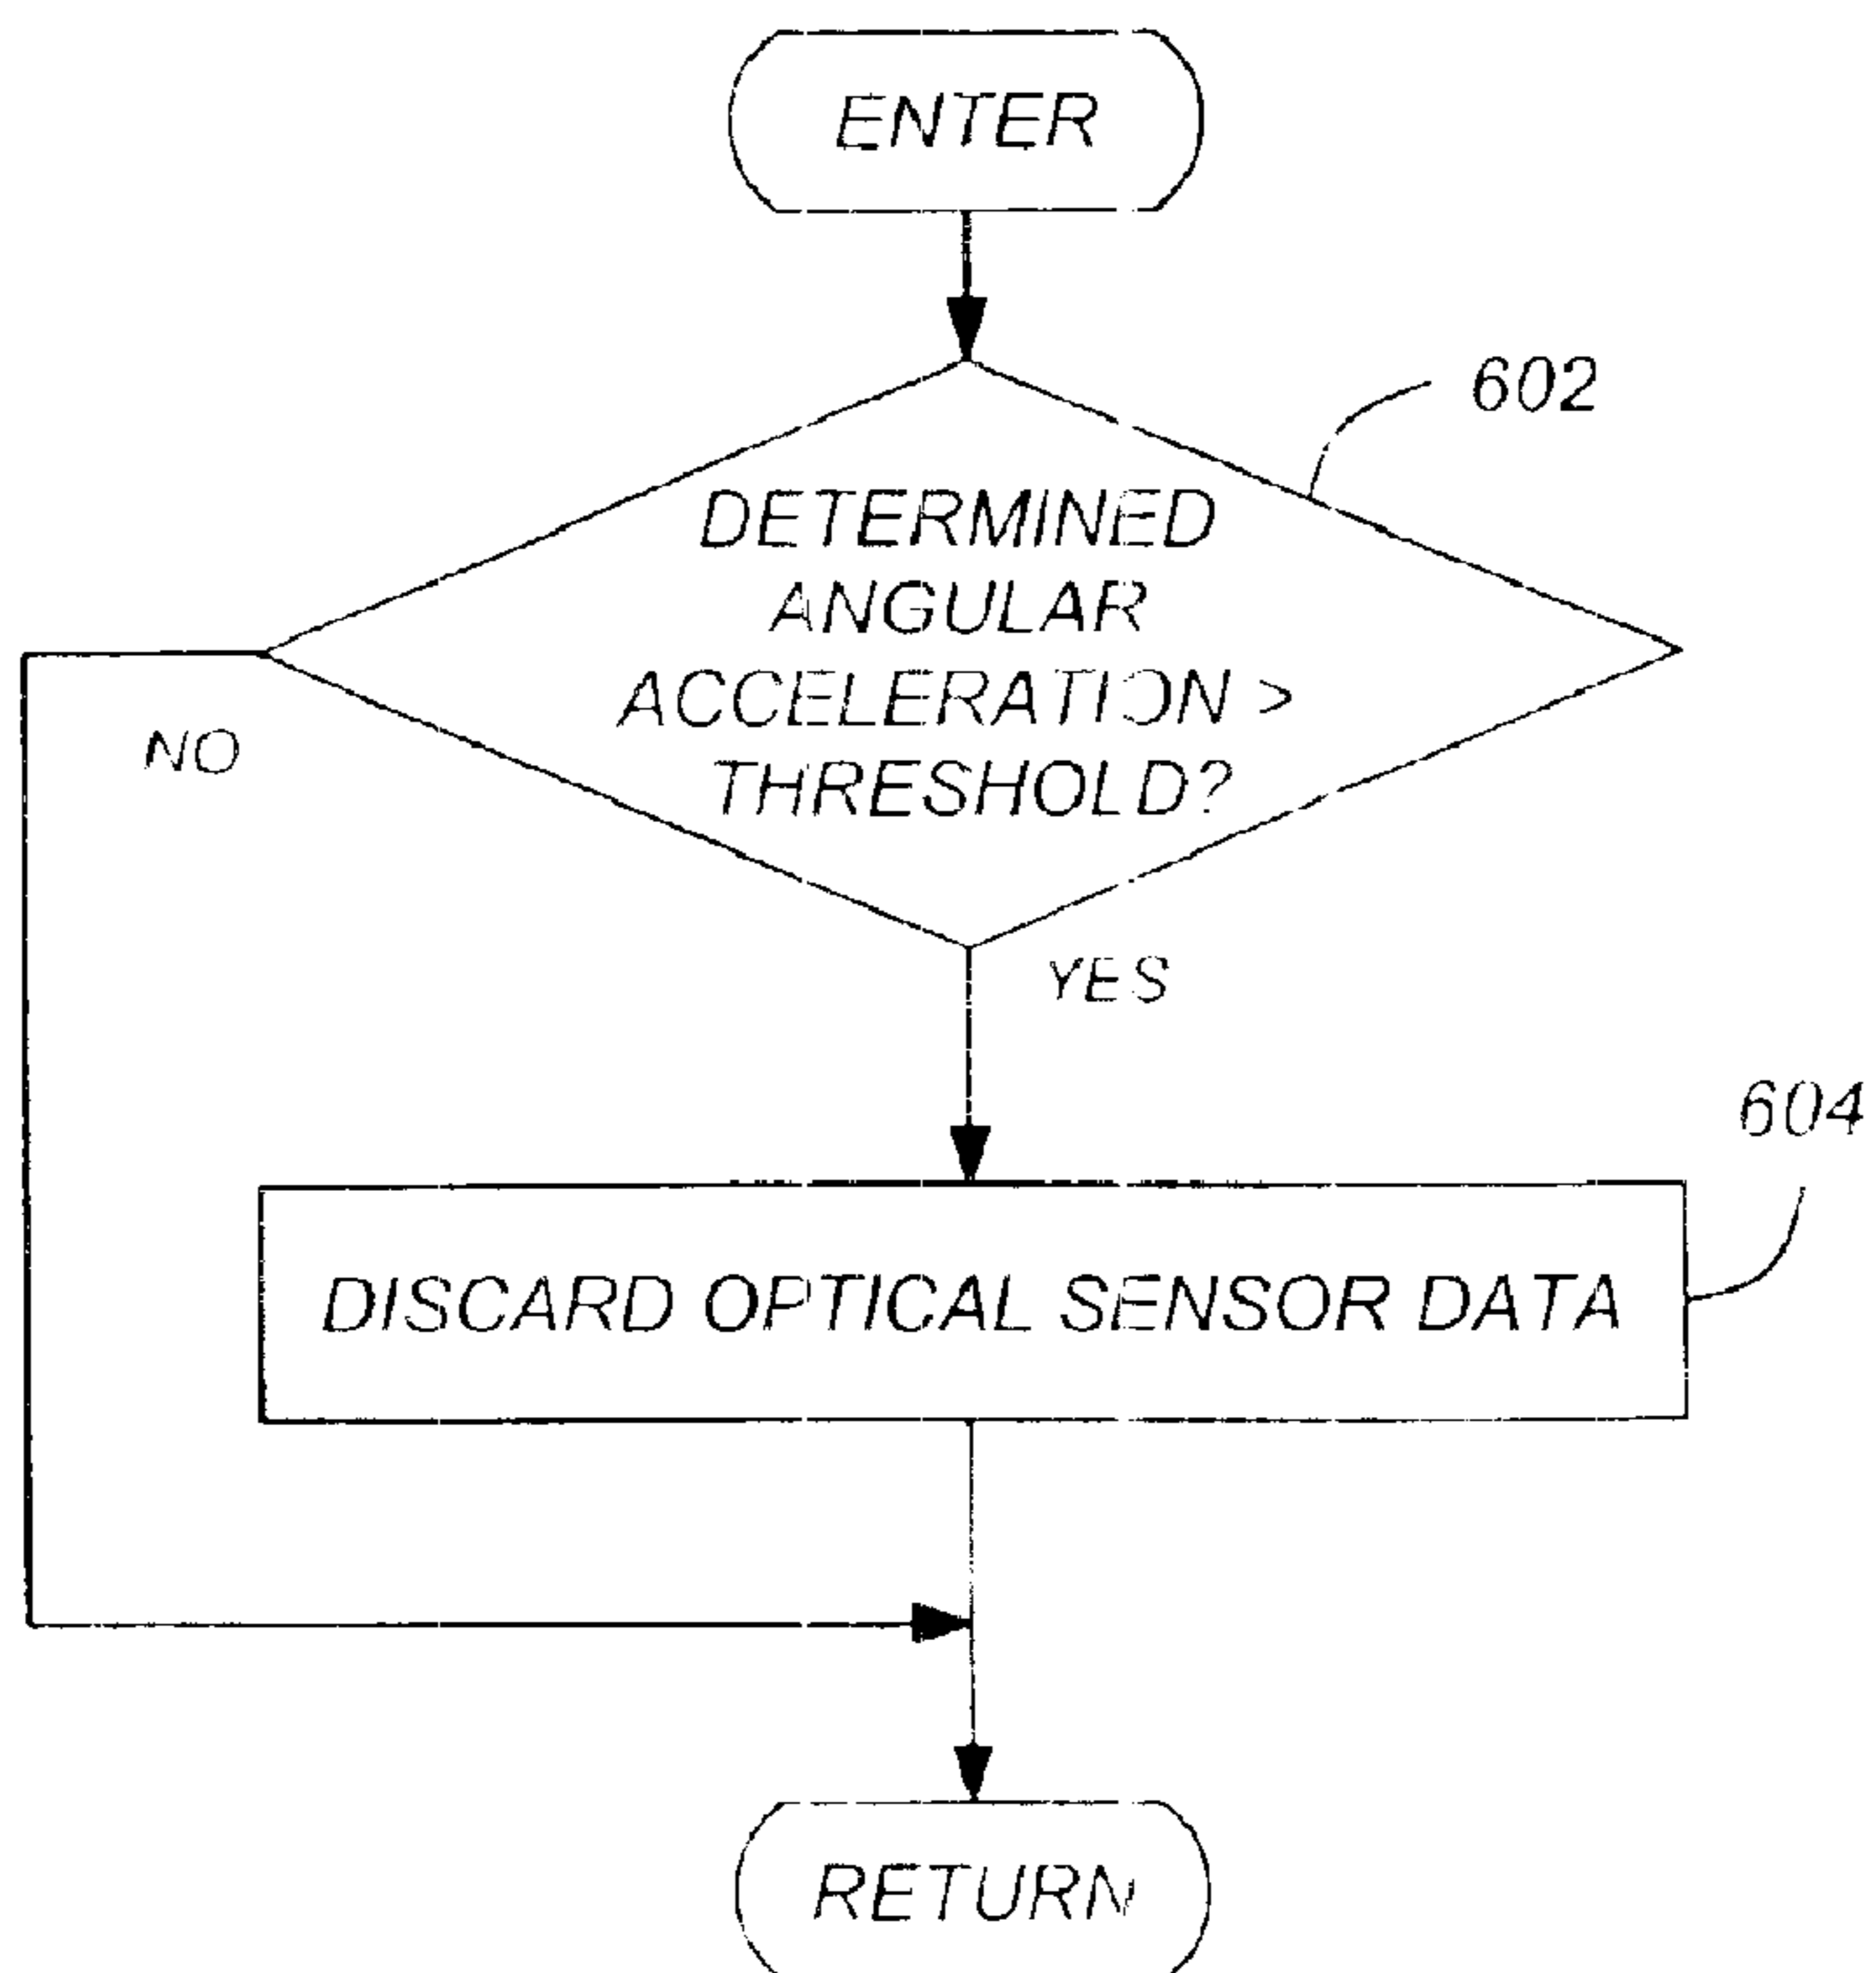 ENTER
602
DETERMINED
ANGULAR
ACCELERATION >
THRESHOLD?
NO
YES
604
DISCARD OPTICAL SENSOR DATA
RETURN